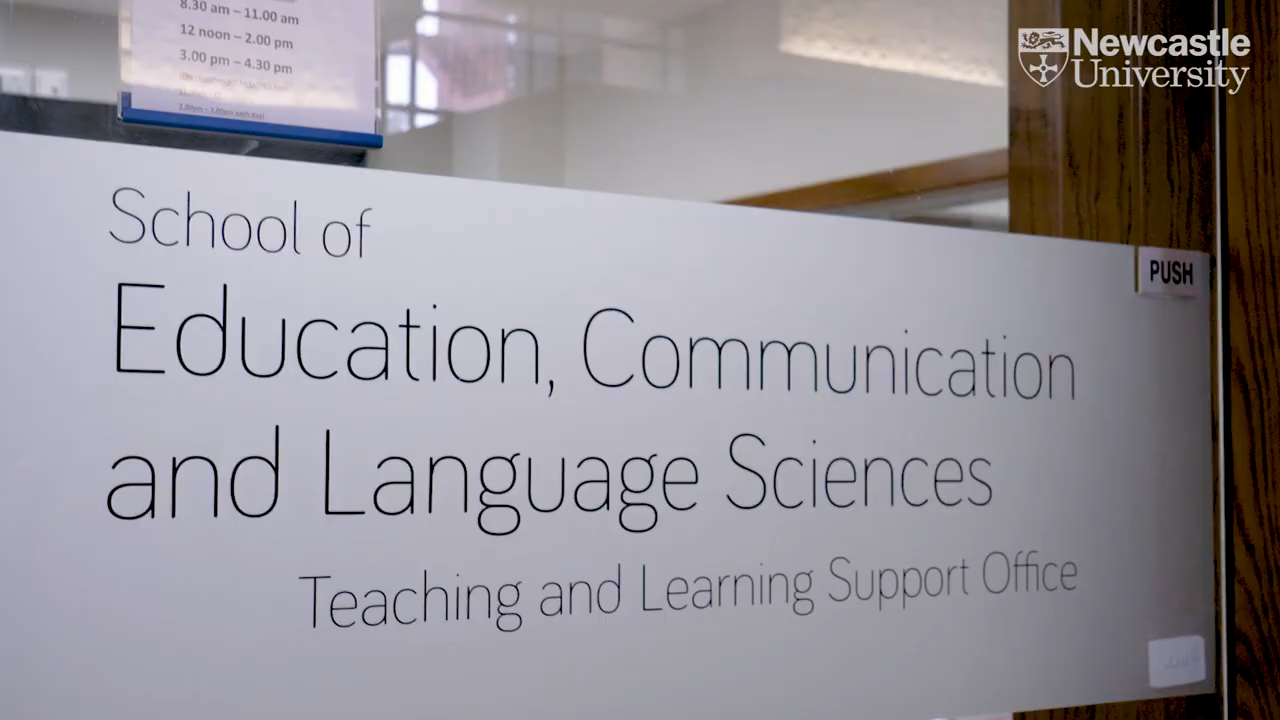 8.30 am – 11.00 am
12 noon – 2.00 pm
3.00 pm – 4.30 pm
Newcastle
University
PUSH
School of
Education, Communication
and Language Sciences
Teaching and Learning Support Office